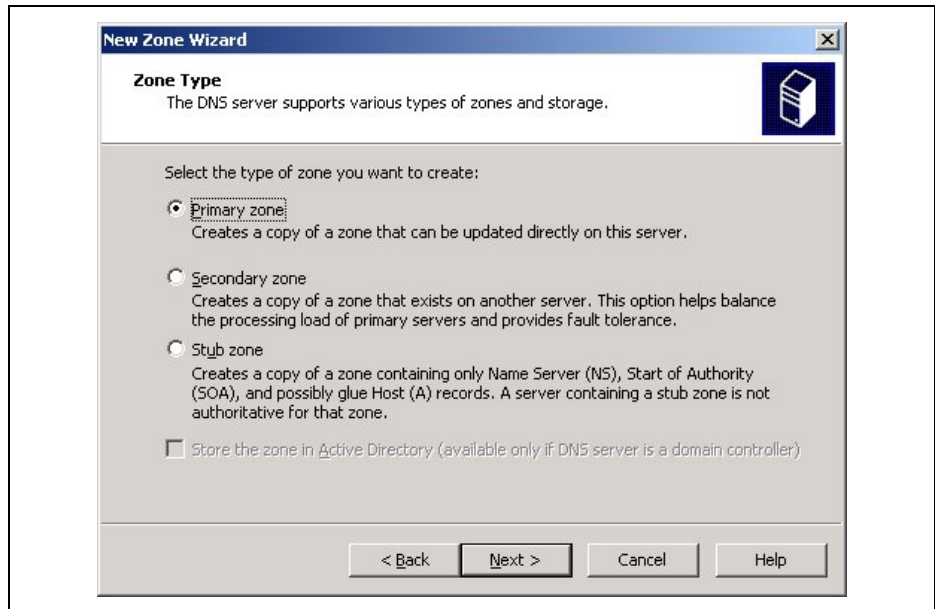 New Zone Wizard
Zone Type
The DNS server supports various types of zones and storage.
Select the type of zone you want to create:
Primary zone
Creates a copy of a zone that can be updated directly on this server.
Secondary zone
Creates a copy of a zone that exists on another server. This option helps balance
the processing load of primary servers and provides fault tolerance.
Stub zone
Creates a copy of a zone containing only Name Server (NS), Start of Authority
(SOA), and possibly glue Host (A) records. A server containing a stub zone is not
authoritative for that zone.
Store the zone in Active Directory (available only if DNS server is a domain controller)
< Back Next > Cancel Help